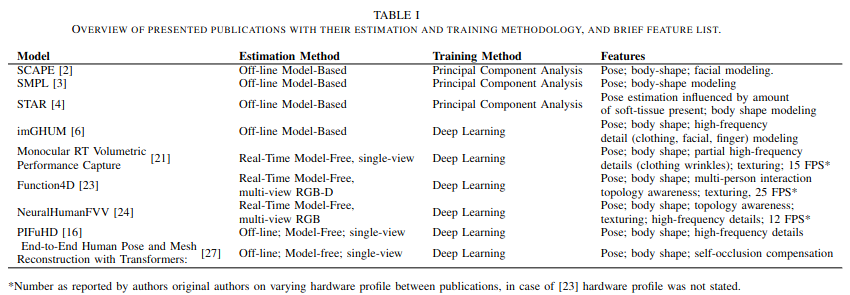 TABLE I
OVERVIEW OF PRESENTED PUBLICATIONS WITH THEIR ESTIMATION AND TRAINING METHODOLOGY, AND BRIEF FEATURE LIST.
Model Estimation Method Training Method Features
SCAPE [2] Off-line Model-Based Principal Component Analysis Pose; body-shape; facial modeling.
SMPL [3] Off-line Model-Based Principal Component Analysis Pose; body-shape modeling
STAR [4] Off-line Model-Based Principal Component Analysis Pose estimation influenced by amount
of soft-tissue present; body shape modeling
imGHUM [6] Off-line Model-Based Deep Learning Pose; body shape; high-frequency
detail (clothing, facial, finger) modeling
Monocular RT Volumetric
Performance Capture [21] Real-Time Model-Free, single-view Deep Learning Pose; body shape; partial high-frequency
details (clothing wrinkles); texturing; 15 FPS*
Function4D [23] Real-Time Model-Free,
multi-view RGB-D Deep Learning Pose; body shape; multi-person interaction
topology awareness; texturing, 25 FPS*
NeuralHumanFVV [24] Real-Time Model-Free,
multi-view RGB Deep Learning Pose; body shape; topology awareness;
texturing; high-frequency details; 12 FPS*
PIFuHD [16] Off-line; Model-Free; single-view Deep Learning Pose; body shape; high-frequency details
End-to-End Human Pose and Mesh
Reconstruction with Transformers: [27] Off-line; Model-free; single-view Deep Learning Pose; body shape; self-occlusion compensation
*Number as reported by authors original authors on varying hardware profile between publications, in case of [23] hardware profile was not stated.